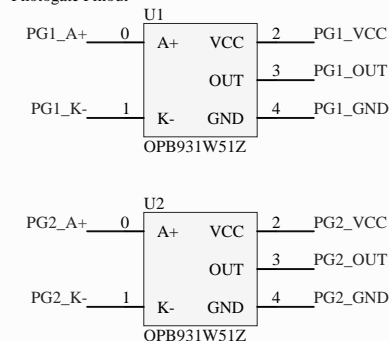 U1
PG1_A+ 0 A+ VCC 2 PG1_VCC
OUT 3 PG1_OUT
PG1_K- 1 K- GND 4 PG1_GND
OPB931W51Z
U2
PG2_A+ 0 A+ VCC 2 PG2_VCC
OUT 3 PG2_OUT
PG2_K- 1 K- GND 4 PG2_GND
OPB931W51Z